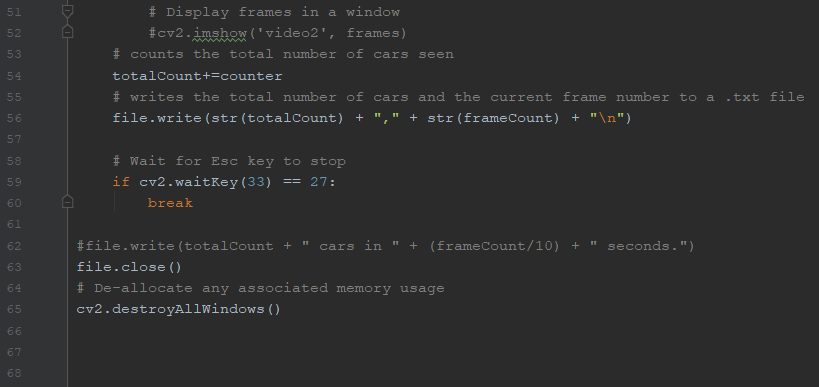 51 # Display frames in a window
52 #cv2.imshow('video2', frames)
53 # counts the total number of cars seen
54 totalCount+=counter
55 # writes the total number of cars and the current frame number to a .txt file
56 file.write(str(totalCount) + "," + str(frameCount) + "\n")
57
58 # Wait for Esc key to stop
59 if cv2.waitKey(33) == 27:
60 break
61
62 #file.write(totalCount + " cars in " + (frameCount/10) + " seconds.")
63 file.close()
64 # De-allocate any associated memory usage
65 cv2.destroyAllWindows()
66
67
68